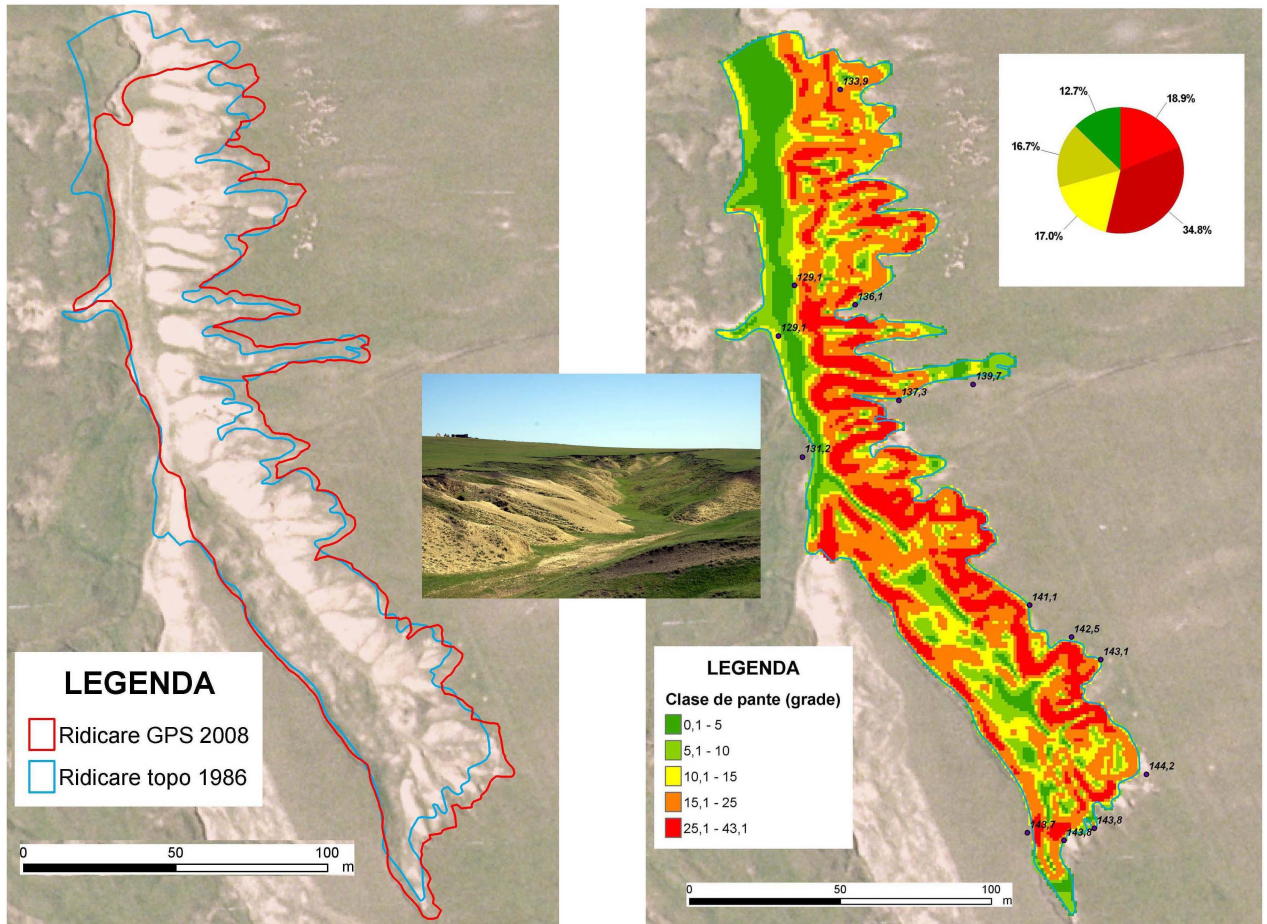 LEGENDA
Ridicare GPS 2008
Ridicare topo 1986
0 50 100
m
12.7%
18.9%
16.7%
17.0%
34.8%
133,9
129,1
136,1
129,1
139,7
137,3
131,2
141,1
142,5
143,1
144,2
143,7
143,8
143,8
LEGENDA
Clase de pante (grade)
0,1 - 5
5,1 - 10
10,1 - 15
15,1 - 25
25,1 - 43,1
0 50 100
m